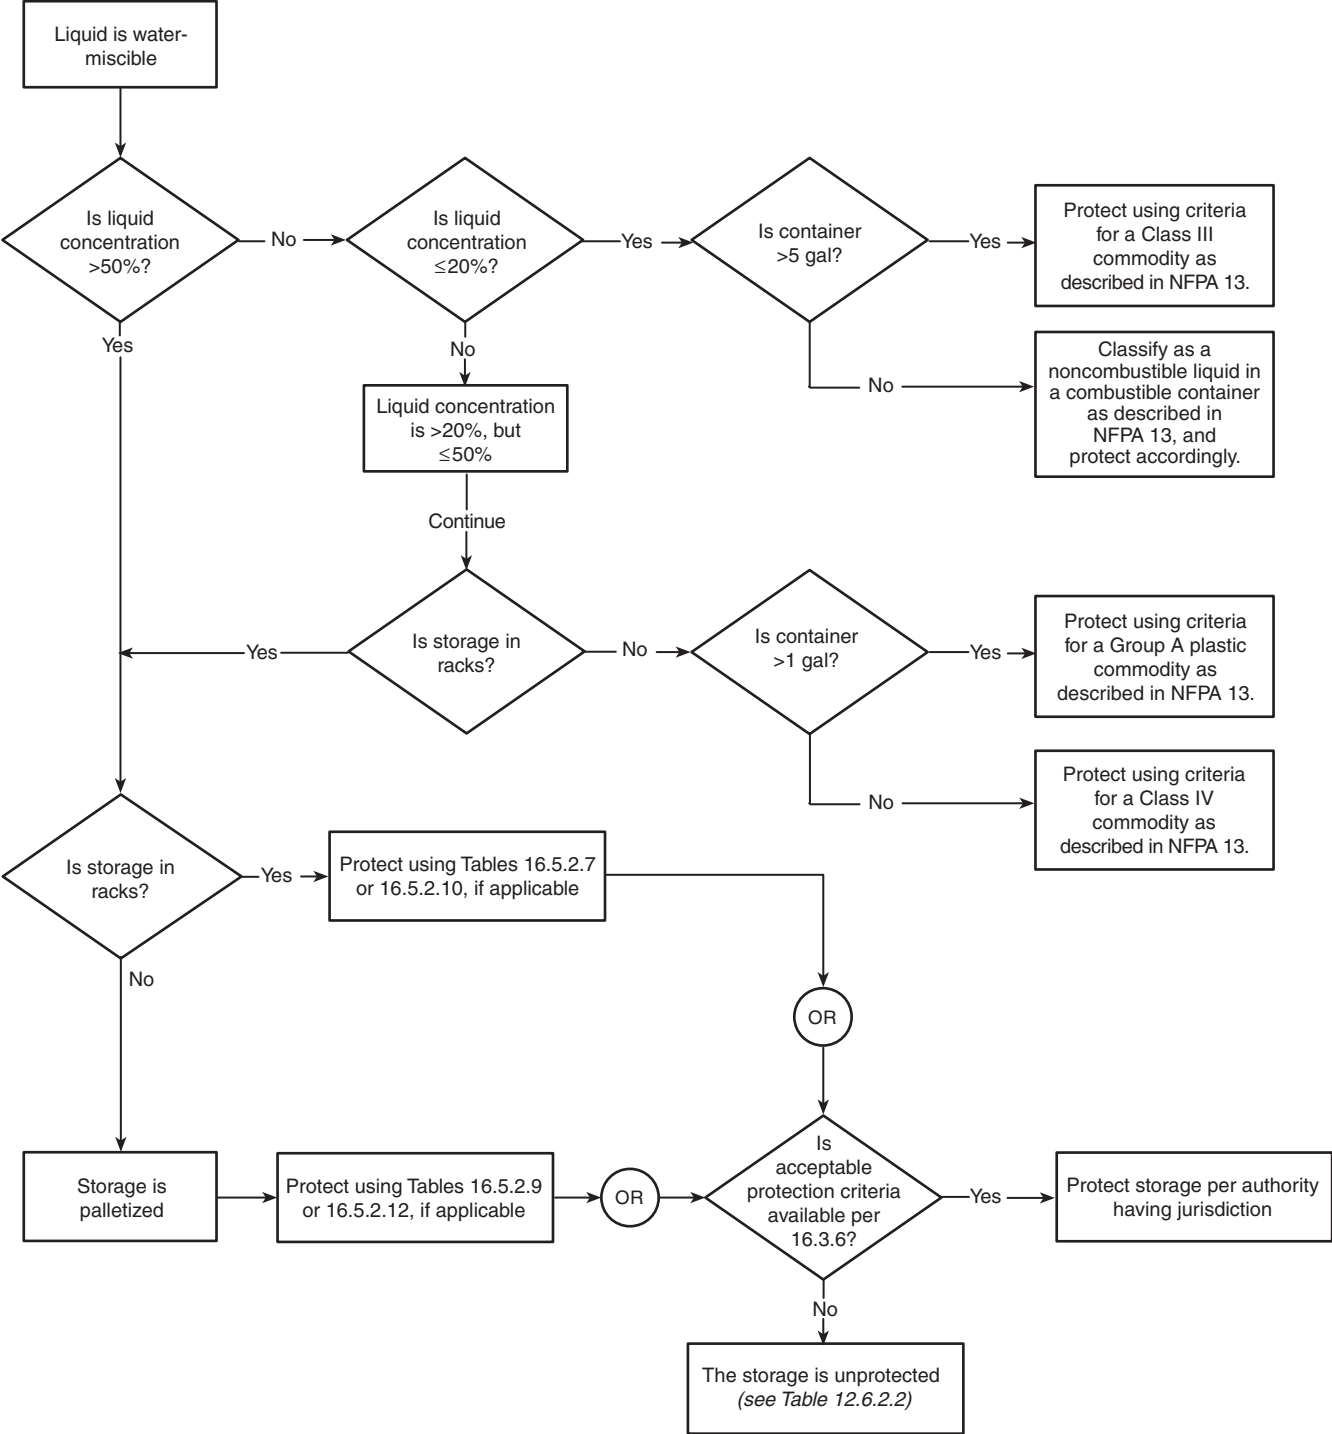 Liquid is water-
miscible
Is liquid
concentration
>50%?
No
Is liquid
concentration
≤20%?
Yes
Is container
>5 gal?
Yes
Protect using criteria
for a Class III
commodity as
described in NFPA 13.
Yes
No
No
Classify as a
noncombustible liquid in
a combustible container
as described in
NFPA 13, and
protect accordingly.
Liquid concentration
is >20%, but
≤50%
Continue
Yes
Is storage in
racks?
No
Is container
>1 gal?
Yes
Protect using criteria
for a Group A plastic
commodity as
described in NFPA 13.
No
Protect using criteria
for a Class IV
commodity as
described in NFPA 13.
Is storage in
racks?
Yes
Protect using Tables 16.5.2.7
or 16.5.2.10, if applicable
No
OR
Storage is
palletized
Protect using Tables 16.5.2.9
or 16.5.2.12, if applicable
OR
Is
acceptable
protection criteria
available per
16.3.6?
Yes
Protect storage per authority
having jurisdiction
No
The storage is unprotected
(see Table 12.6.2.2)